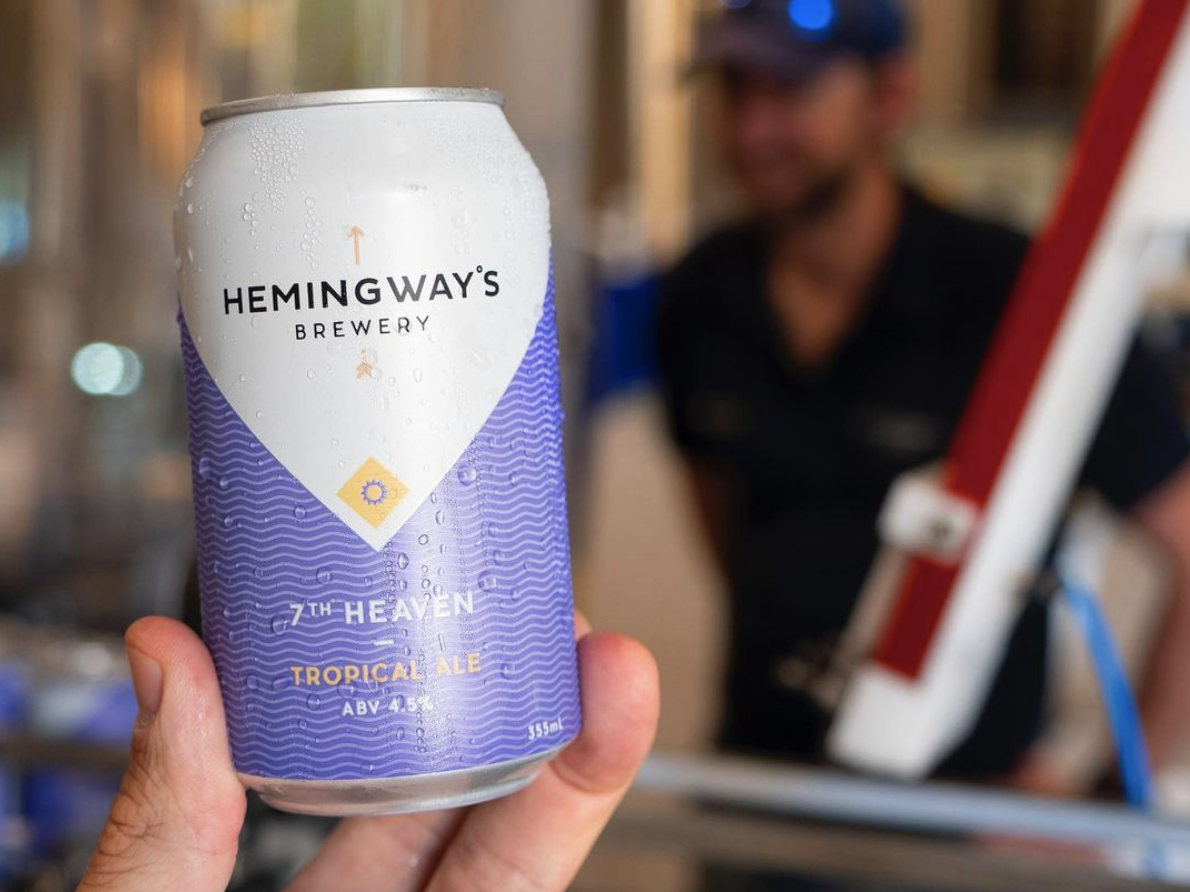 HEMINGWAY'S
BREWERY
7TH HEAVEN
TROPICAL ALE
ABV 4.5%
355mL